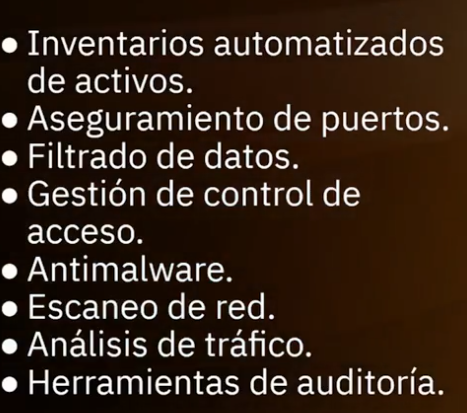 ● Inventarios automatizados
de activos.
● Aseguramiento de puertos.
● Filtrado de datos.
● Gestión de control de
acceso.
● Antimalware.
● Escaneo de red.
● Análisis de tráfico.
● Herramientas de auditoría.